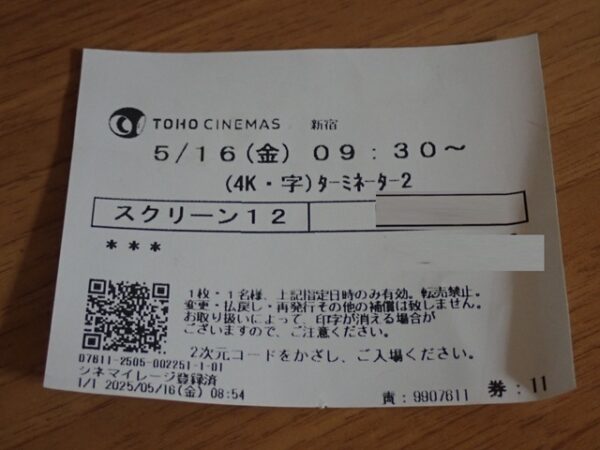 TOHO CINEMAS 新宿
5/16(金) 09:30~
(4K・字)ﾀｰﾐﾈｰﾀｰ2
スクリーン12
***
1枚・1名様、上記指定日時のみ有効。転売禁止。
変更・払戻し・再発行その他の補償は致しません。
お取り扱いによって、印字が消える場合が
ございますので、ご注意ください。
2次元コードをかざし、ご入場ください。
07611-2505-002251-1-01
シネマイレージ登録済
1/1 2025/05/16(金) 08:54
責:9907611 券:11